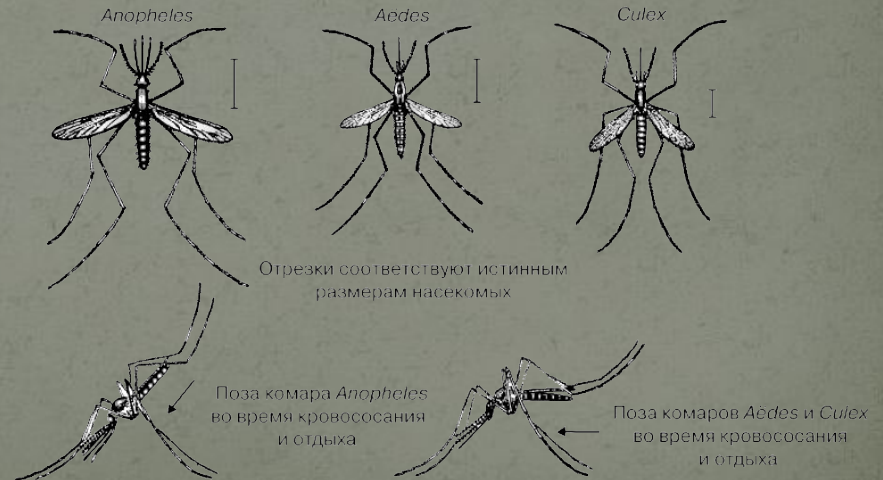 Anopheles
Aëdes
Culex
Отрезки соответствуют истинным
размерам насекомых
Поза комара Anopheles
во время кровососания
и отдыха
Поза комаров Aëdes и Culex
во время кровососания
и отдыха